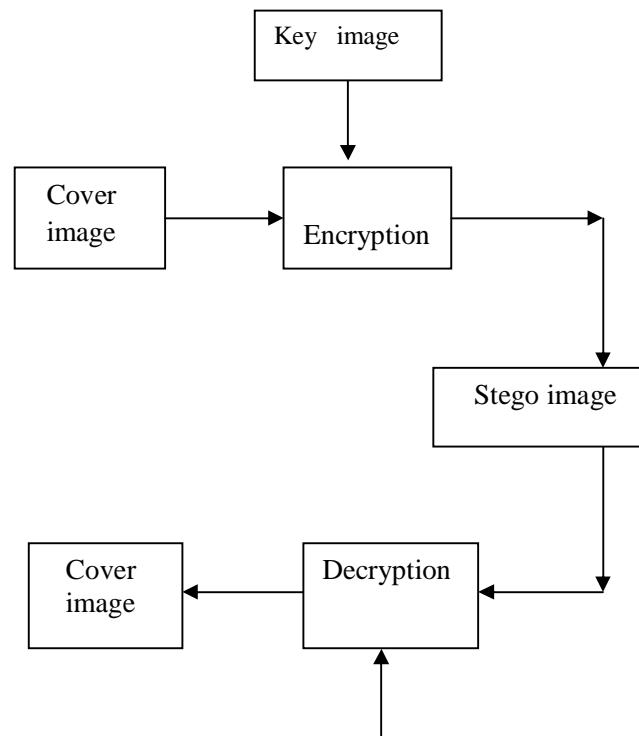 Key image
Cover
image
Encryption
Stego image
Cover
image
Decryption